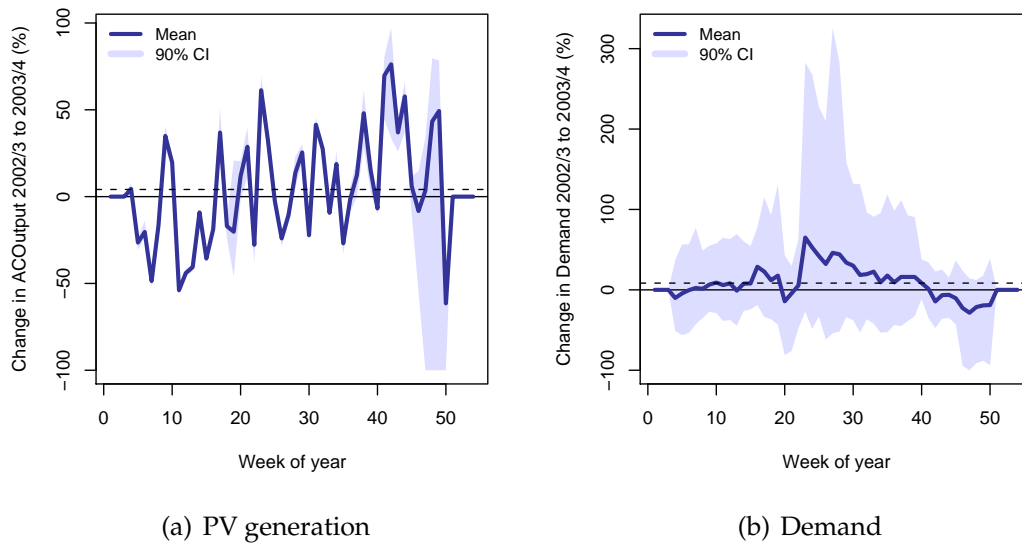 Change in ACOutput 2002/3 to 2003/4 (%)
100
50
0
−50
−100
Mean
90% CI
0 10 20 30 40 50
Week of year
(a) PV generation
Change in Demand 2002/3 to 2003/4 (%)
300
200
100
0
−100
Mean
90% CI
0 10 20 30 40 50
Week of year
(b) Demand